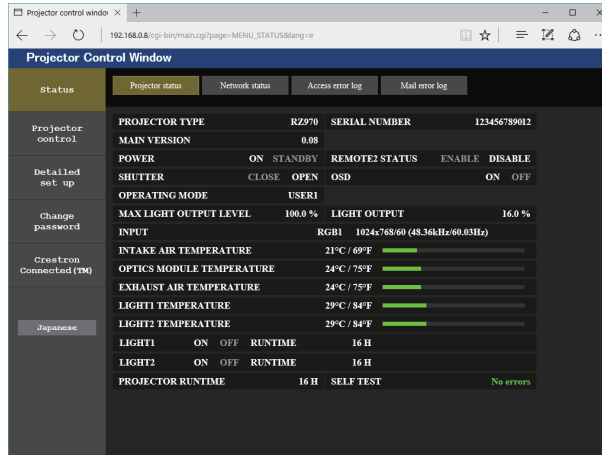 Projector control windov × +
192.168.0.8/cgi-bin/main.cgi?page=MENU_STATUS&lang=e
Projector Control Window
Status
Projector control
Detailed set up
Change password
Crestron Connected(TM)
Japanese
Projector status Network status Access error log Mail error log
PROJECTOR TYPE RZ970 SERIAL NUMBER 123456789012
MAIN VERSION 0.08
POWER ON STANDBY REMOTE2 STATUS ENABLE DISABLE
SHUTTER CLOSE OPEN OSD ON OFF
OPERATING MODE USER1
MAX LIGHT OUTPUT LEVEL 100.0 % LIGHT OUTPUT 16.0 %
INPUT RGB1 1024x768/60 (48.36kHz/60.03Hz)
INTAKE AIR TEMPERATURE 21°C / 69°F
OPTICS MODULE TEMPERATURE 24°C / 75°F
EXHAUST AIR TEMPERATURE 24°C / 75°F
LIGHT1 TEMPERATURE 29°C / 84°F
LIGHT2 TEMPERATURE 29°C / 84°F
LIGHT1 ON OFF RUNTIME 16 H
LIGHT2 ON OFF RUNTIME 16 H
PROJECTOR RUNTIME 16 H SELF TEST No errors